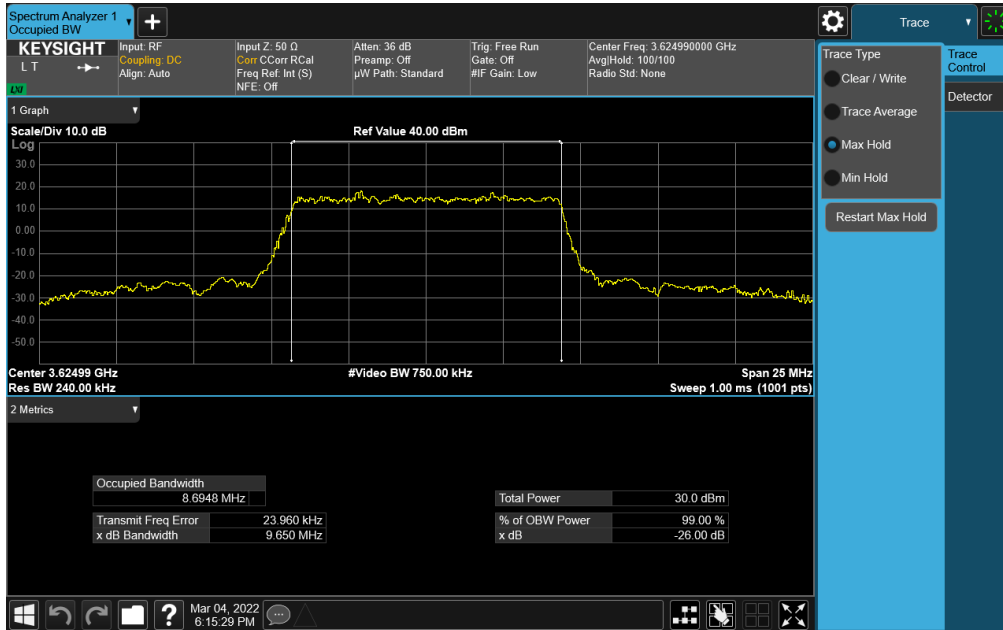 Spectrum Analyzer 1
Occupied BW
Trace
KEYSIGHT
L T
LXI
Input: RF
Coupling: DC
Align: Auto
Input Z: 50 Ω
Corr CCorr RCal
Freq Ref: Int (S)
NFE: Off
Atten: 36 dB
Preamp: Off
µW Path: Standard
Trig: Free Run
Gate: Off
#IF Gain: Low
Center Freq: 3.624990000 GHz
Avg|Hold: 100/100
Radio Std: None
Trace Type
Clear / Write
Trace Average
Max Hold
Min Hold
Restart Max Hold
Trace
Control
Detector
1 Graph
Scale/Div 10.0 dB
Ref Value 40.00 dBm
Log
30.0
20.0
10.0
0.00
-10.0
-20.0
-30.0
-40.0
-50.0
Center 3.62499 GHz
#Video BW 750.00 kHz
Span 25 MHz
Res BW 240.00 kHz
Sweep 1.00 ms (1001 pts)
2 Metrics
Occupied Bandwidth
8.6948 MHz
Total Power 30.0 dBm
Transmit Freq Error 23.960 kHz
% of OBW Power 99.00 %
x dB Bandwidth 9.650 MHz
x dB -26.00 dB
?
Mar 04, 2022
6:15:29 PM